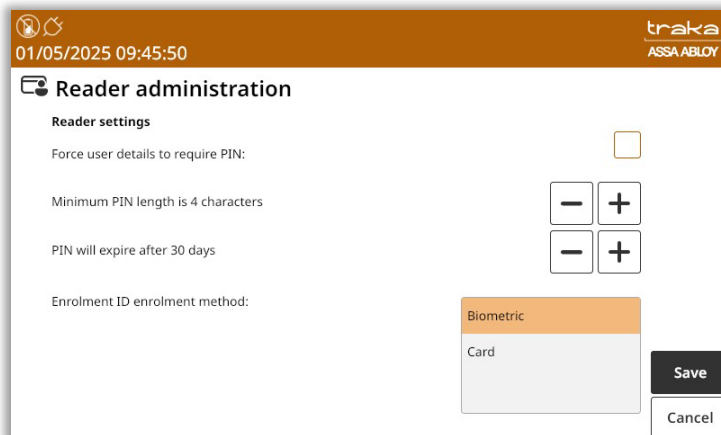 traka
01/05/2025 09:45:50
ASSA ABLOY
Reader administration
Reader settings
Force user details to require PIN:
Minimum PIN length is 4 characters
PIN will expire after 30 days
Enrolment ID enrolment method:
Biometric
Card
Save
Cancel